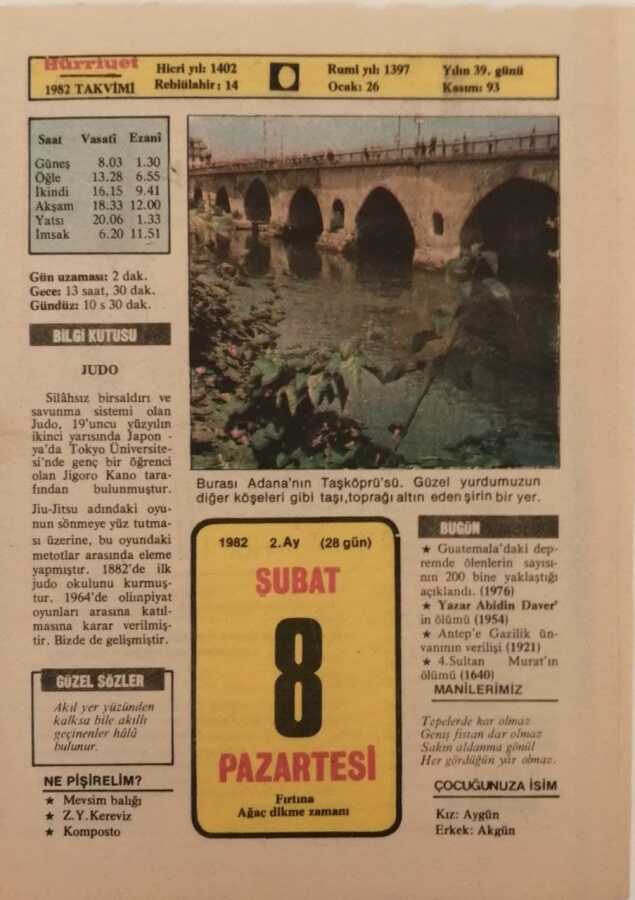 Hürriyet
1982 TAKVİMİ
Hicri yıl: 1402
Rebiülahir: 14
Rumi yıl: 1397
Ocak: 26
Yılın 39. günü
Kasım: 93
Saat Vasatî Ezanî
Güneş 8.03 1.30
Öğle 13.28 6.55
İkindi 16.15 9.41
Akşam 18.33 12.00
Yatsı 20.06 1.33
İmsak 6.20 11.51
Gün uzaması: 2 dak.
Gece: 13 saat, 30 dak.
Gündüz: 10 s 30 dak.
BİLGİ KUTUSU
JUDO
Silâhsız birsaldırı ve
savunma sistemi olan
Judo, 19'uncu yüzyılın
ikinci yarısında Japon -
ya'da Tokyo Üniversite-
si'nde genç bir öğrenci
olan Jigoro Kano tara-
fından bulunmuştur.
Jiu-Jitsu adındaki oyu-
nun sönmeye yüz tutma-
sı üzerine, bu oyundaki
metotlar arasında eleme
yapmıştır. 1882'de ilk
judo okulunu kurmuş-
tur. 1964'de olimpiyat
oyunları arasına katıl-
masına karar verilmiş-
tir. Bizde de gelişmiştir.
GÜZEL SÖZLER
Akıl yer yüzünden
kalksa bile akıllı
geçinenler hâlâ
bulunur.
NE PİŞİRELİM?
★ Mevsim balığı
★ Z.Y.Kereviz
★ Komposto
Burası Adana'nın Taşköprü'sü. Güzel yurdumuzun
diğer köşeleri gibi taşı,toprağı altın eden şirin bir yer.
1982 2.Ay (28 gün)
ŞUBAT
8
PAZARTESİ
Fırtına
Ağaç dikme zamanı
BUGÜN
★ Guatemala'daki dep-
remde ölenlerin sayısı-
nın 200 bine yaklaştığı
açıklandı. (1976)
★ Yazar Abidin Daver'
in ölümü (1954)
★ Antep'e Gazilik ün-
vanının verilişi (1921)
★ 4.Sultan Murat'ın
ölümü (1640)
MANİLERİMİZ
Tepelerde kar olmaz
Geniş fistan dar olmaz
Sakın aldanma gönül
Her gördüğün yâr olmaz.
ÇOCUĞUNUZA İSİM
Kız: Aygün
Erkek: Akgün